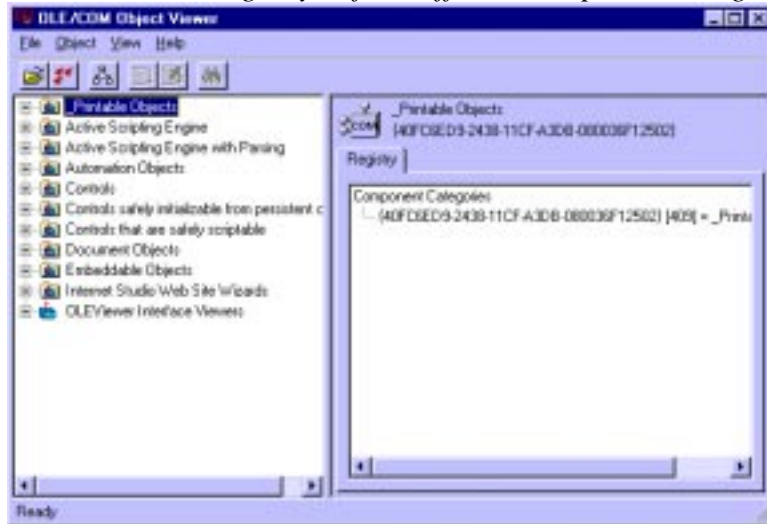 OLE/COM Object Viewer
File Object View Help
_Printable Objects
Active Scripting Engine
Active Scripting Engine with Parsing
Automation Objects
Controls
Controls safely initializable from persistent c
Controls that are safely scriptable
Document Objects
Embeddable Objects
Internet Studio Web Site Wizards
OLEViewer Interface Viewers
_Printable Objects
{40FC6ED9-2438-11CF-A3DB-080036F12502}
Registry
Component Categories
{40FC6ED9-2438-11CF-A3DB-080036F12502} [409] = _Printa
Ready